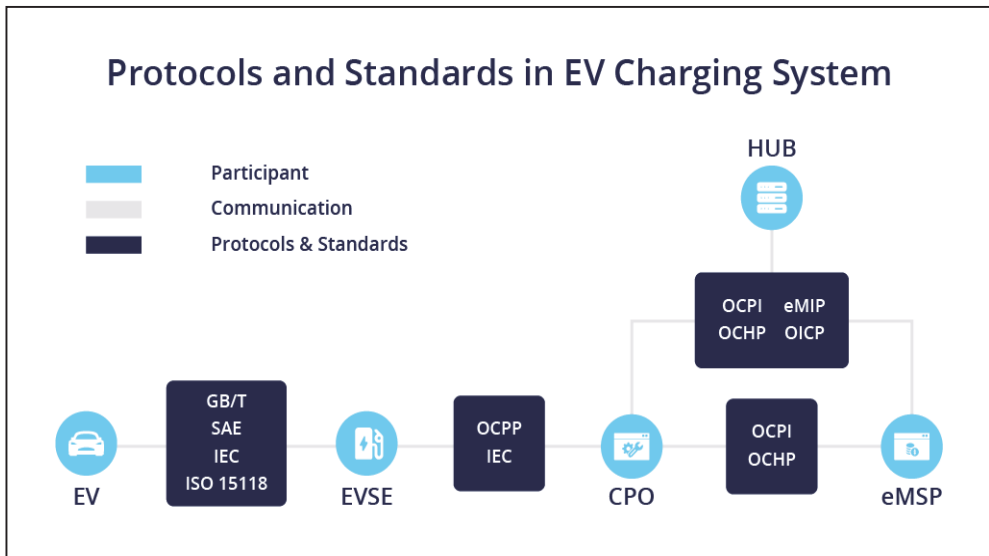 Protocols and Standards in EV Charging System
Participant
Communication
Protocols & Standards
HUB
OCPI eMIP
OCHP OICP
GB/T
SAE
IEC
ISO 15118
OCPP
IEC
OCPI
OCHP
EV
EVSE
CPO
eMSP